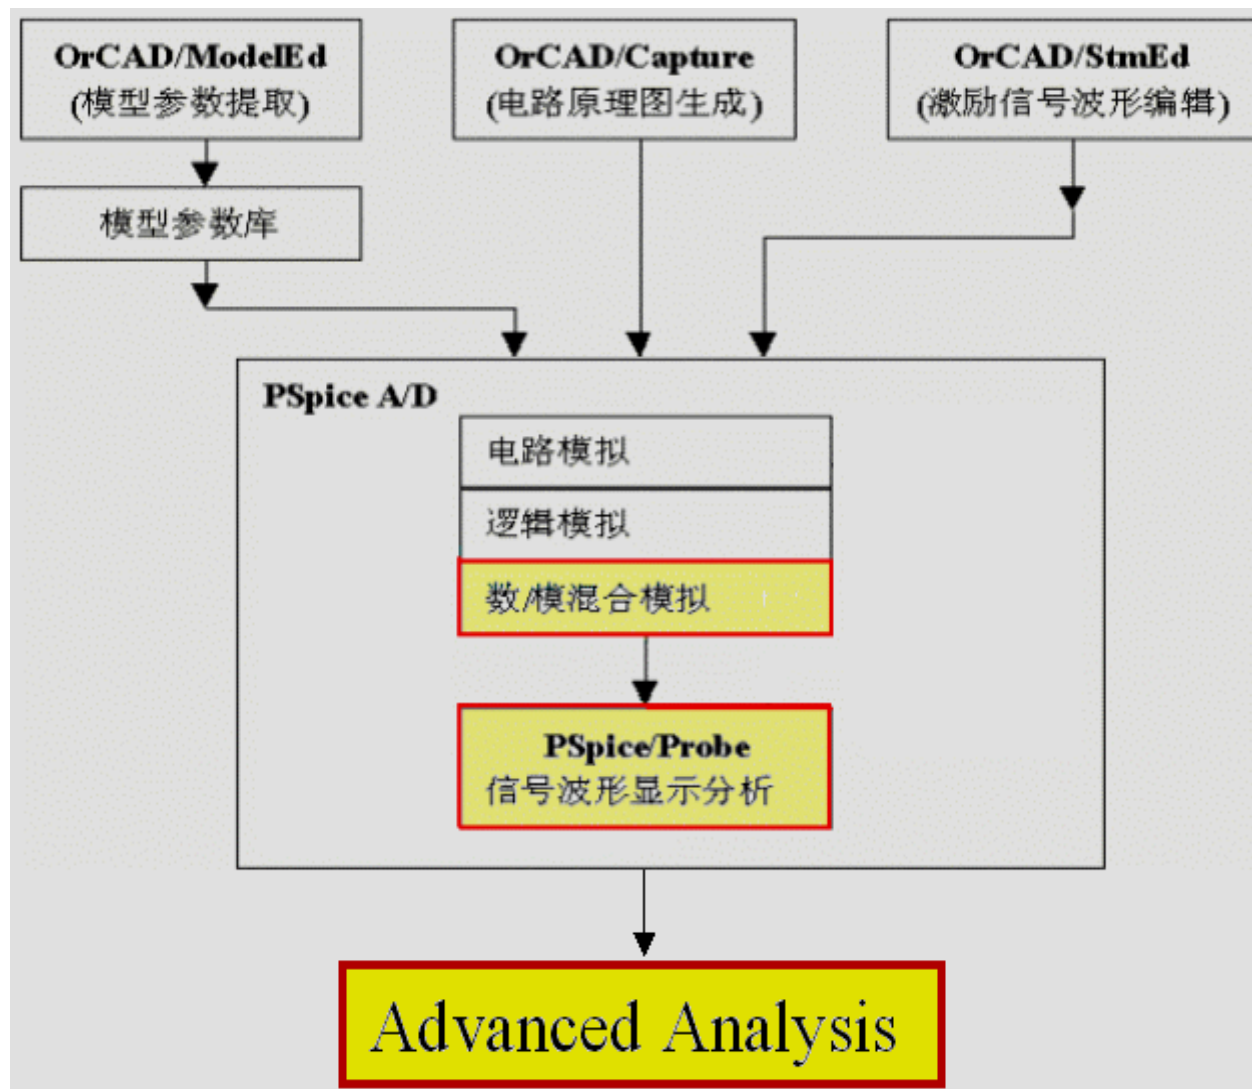 OrCAD/ModelEd
(模型参数提取)
OrCAD/Capture
(电路原理图生成)
OrCAD/StmEd
(激励信号波形编辑)
模型参数库
PSpice A/D
电路模拟
逻辑模拟
数/模混合模拟
PSpice/Probe
信号波形显示分析
Advanced Analysis